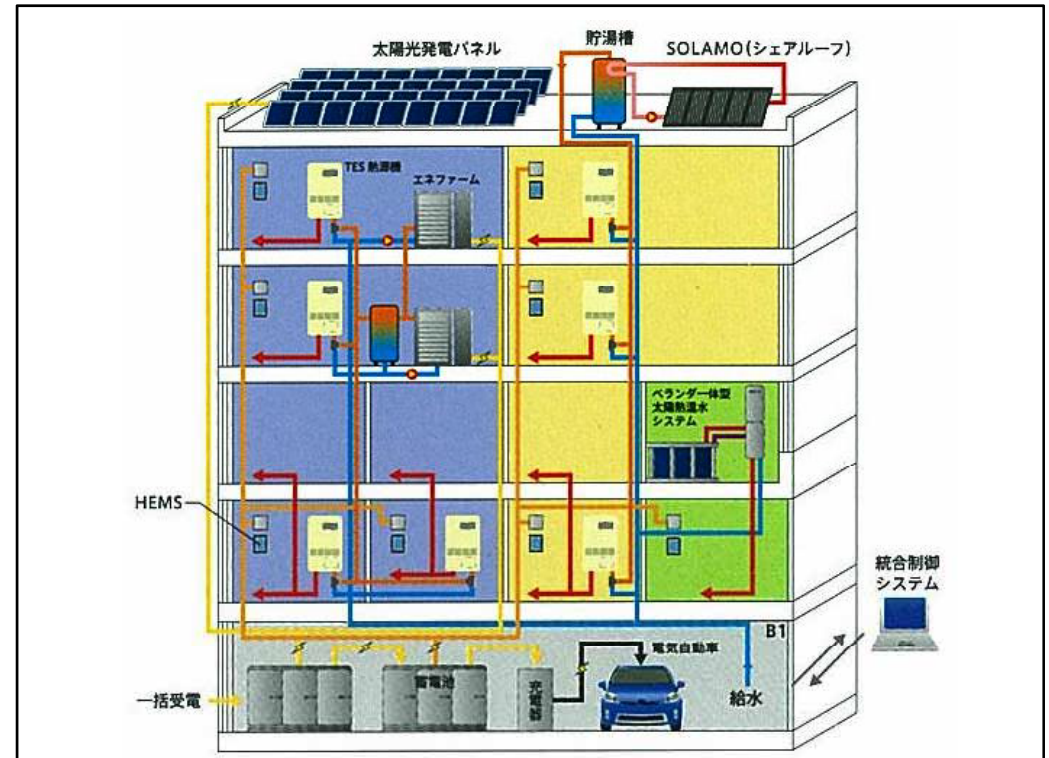 貯湯槽
太陽光発電パネル
SOLAMO(シェアルーフ)
TES 熱源機
エネファーム
ベランダ一体型
太陽熱温水
システム
HEMS
統合制御
システム
B1
電気自動車
蓄電池
充電器
一括受電
給水